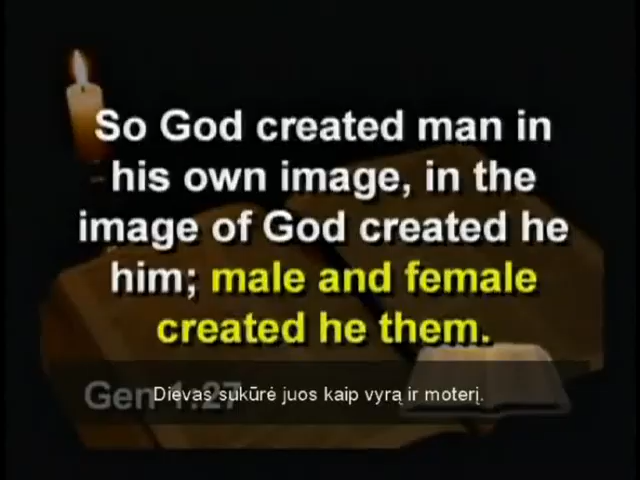 So God created man in
his own image, in the
image of God created he
him; male and female
created he them.
Gen 1:27
Dievas sukūrė juos kaip vyrą ir moterį.